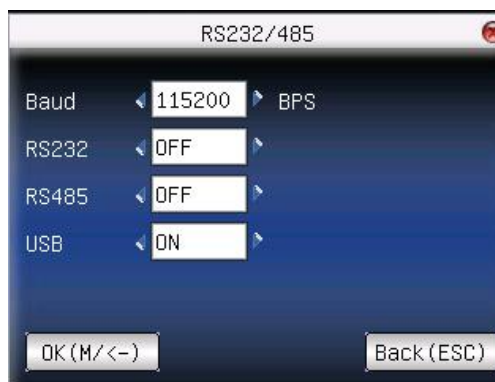 RS232/485
Baud 115200 BPS
RS232 OFF
RS485 OFF
USB ON
OK(M/<-) Back(ESC)